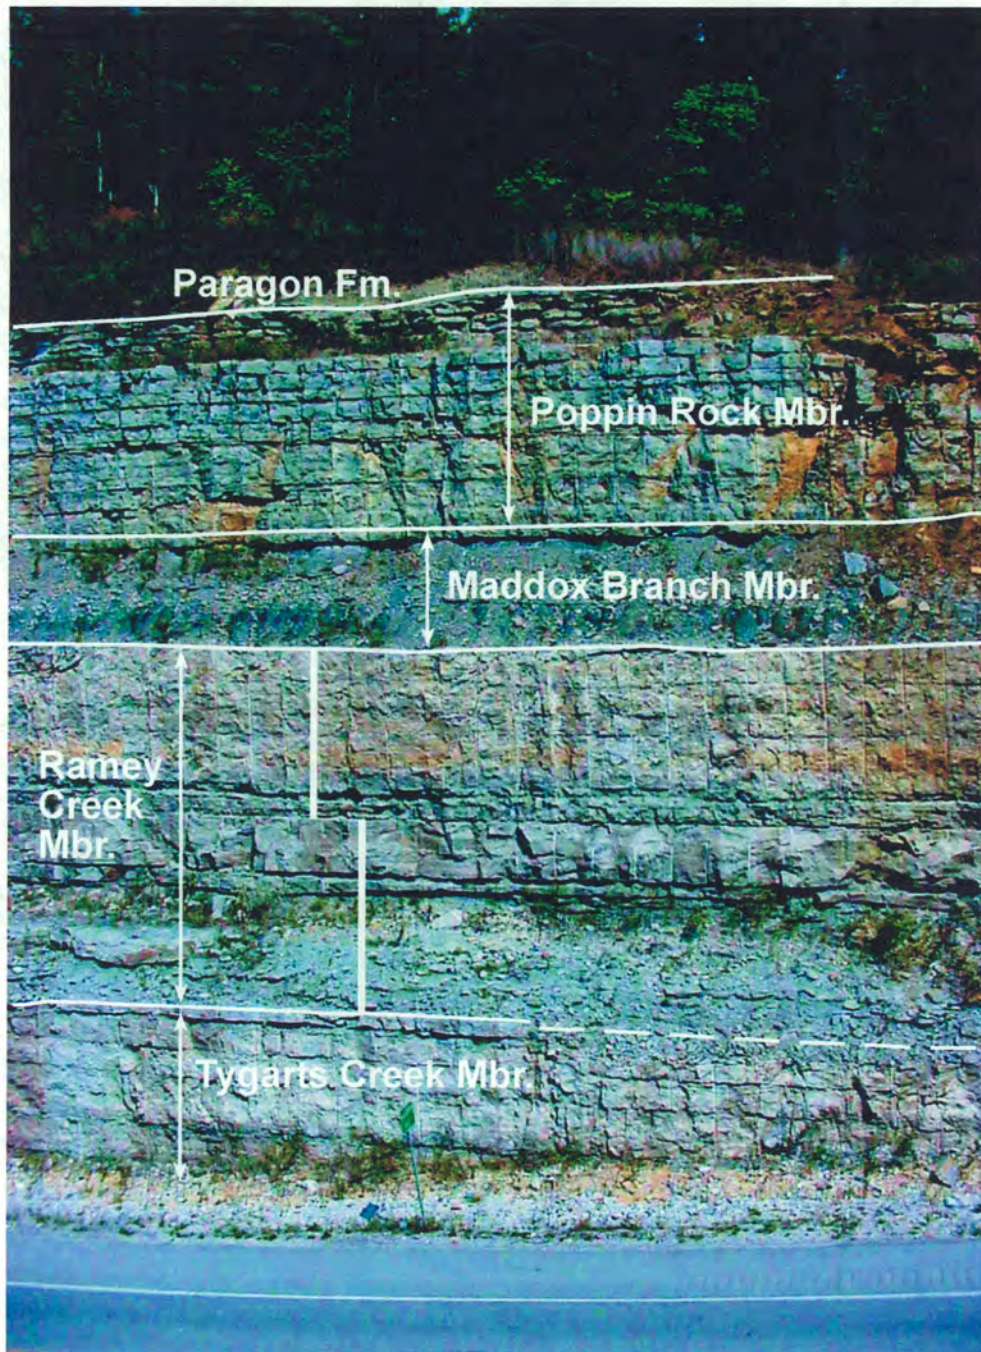 Paragon Fm.
Poppin Rock Mbr.
Maddox Branch Mbr.
Ramey
Creek
Mbr.
Tygarts Creek Mbr.